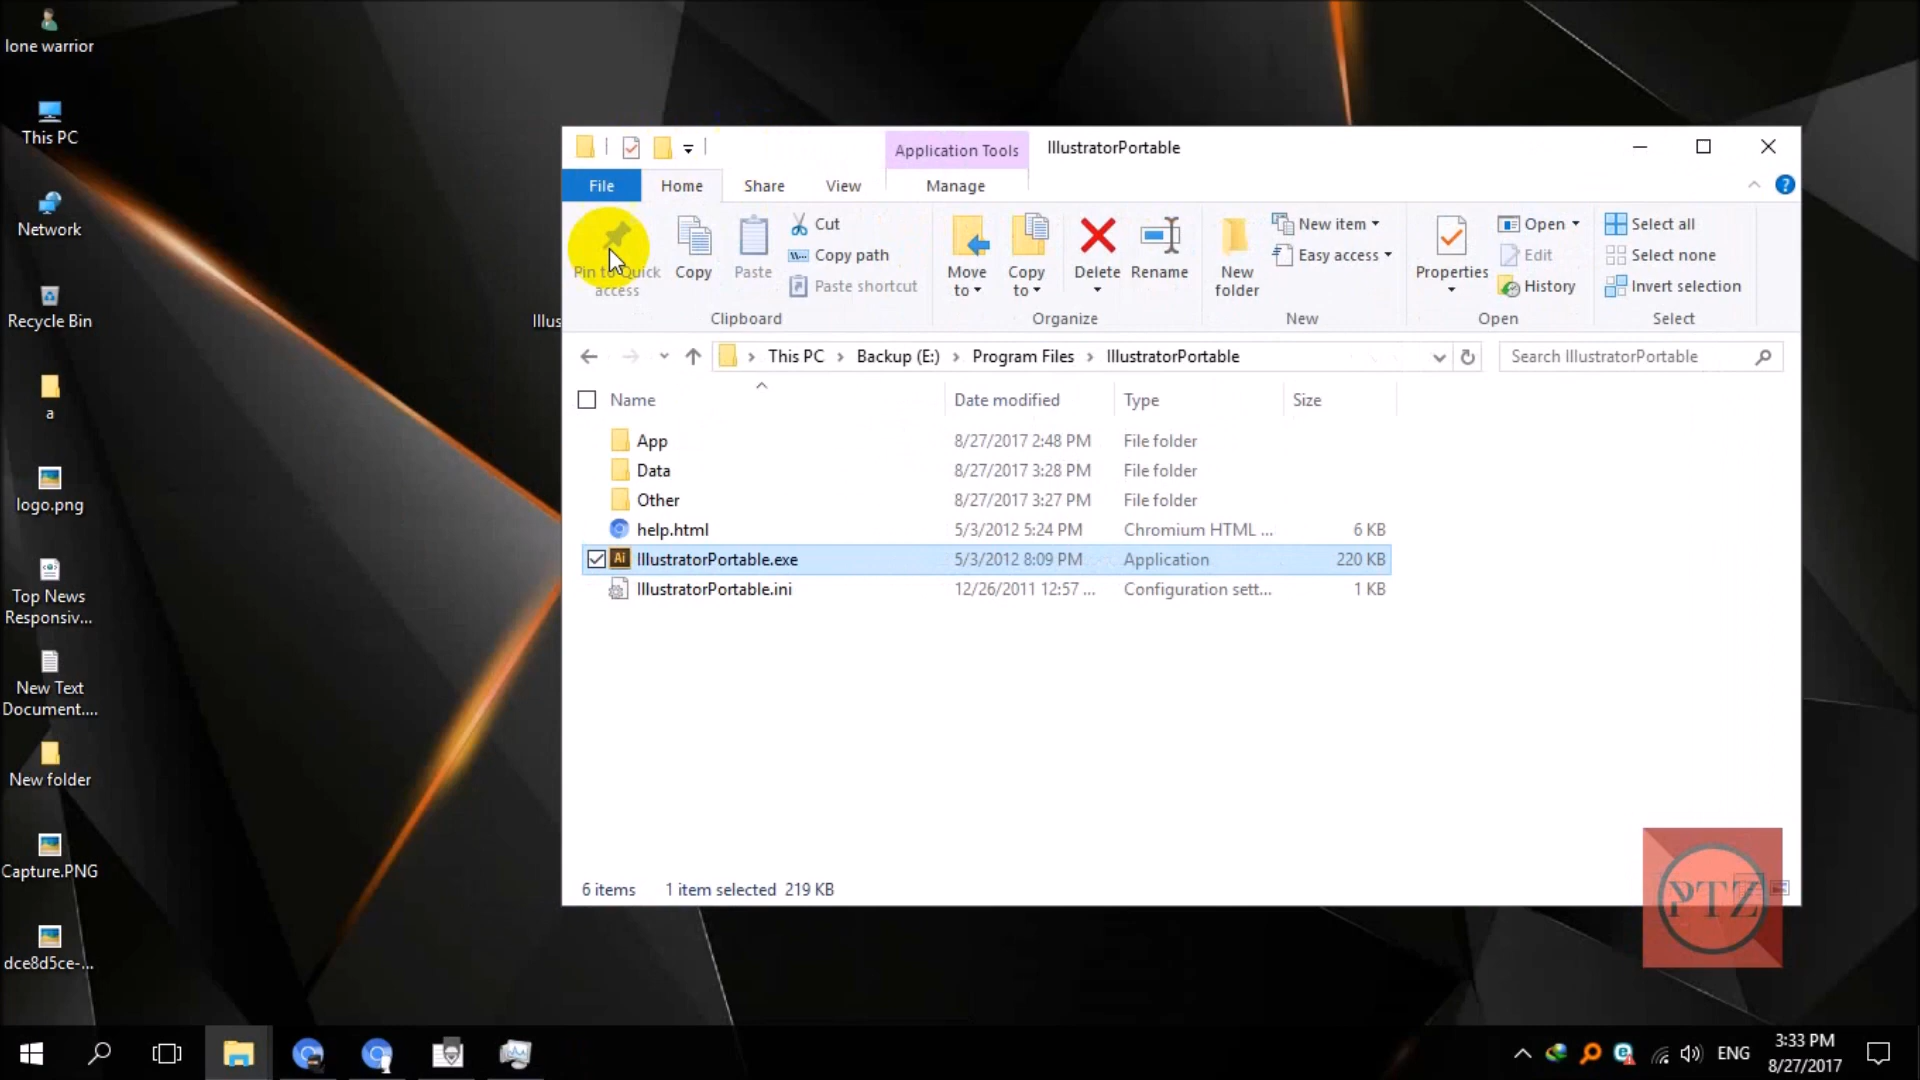 lone warrior
This PC
Network
Recycle Bin
a
logo.png
Top News
Responsiv...
New Text
Document....
New folder
Capture.PNG
dce8d5ce-...
Illus
Application Tools
IllustratorPortable
File
Home
Share
View
Manage
Pin to Quick
access
Copy
Paste
Cut
Copy path
Paste shortcut
Clipboard
Move
to
Copy
to
Delete
Rename
Organize
New
folder
New item
Easy access
New
Properties
Open
Edit
History
Open
Select all
Select none
Invert selection
Select
This PC > Backup (E:) > Program Files > IllustratorPortable
Search IllustratorPortable
Name Date modified Type Size
App 8/27/2017 2:48 PM File folder
Data 8/27/2017 3:28 PM File folder
Other 8/27/2017 3:27 PM File folder
help.html 5/3/2012 5:24 PM Chromium HTML ... 6 KB
Ai IllustratorPortable.exe 5/3/2012 8:09 PM Application 220 KB
IllustratorPortable.ini 12/26/2011 12:57 ... Configuration sett... 1 KB
6 items 1 item selected 219 KB
PTZ
ENG
3:33 PM
8/27/2017